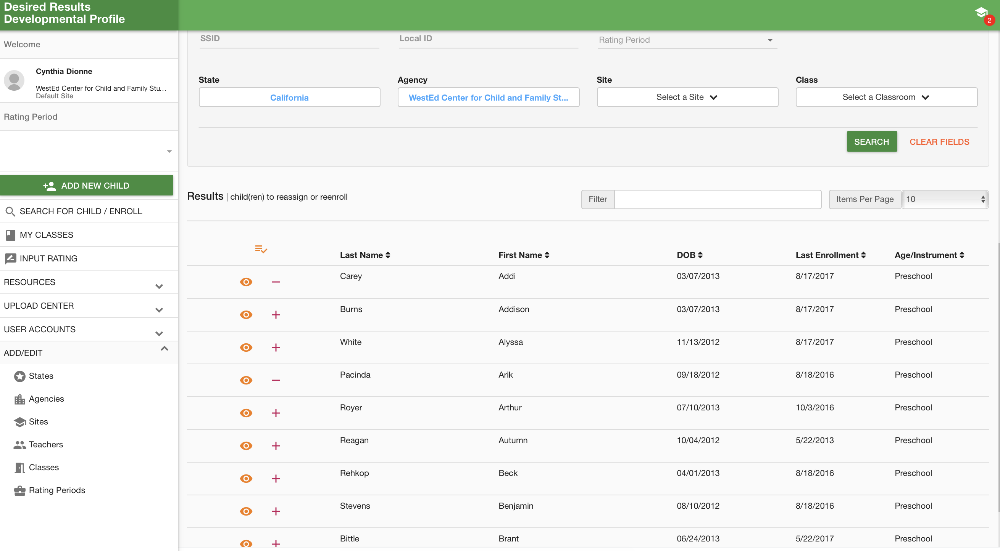 Desired Results
Developmental Profile
2
Welcome
Cynthia Dionne
WestEd Center for Child and Family Stu...
Default Site
Rating Period
ADD NEW CHILD
SEARCH FOR CHILD / ENROLL
MY CLASSES
INPUT RATING
RESOURCES
UPLOAD CENTER
USER ACCOUNTS
ADD/EDIT
States
Agencies
Sites
Teachers
Classes
Rating Periods
SSID Local ID Rating Period
State Agency Site Class
California WestEd Center for Child and Family St... Select a Site Select a Classroom
SEARCH CLEAR FIELDS
Results | child(ren) to reassign or reenroll Filter Items Per Page 10
Last Name First Name DOB Last Enrollment Age/Instrument
Carey Addi 03/07/2013 8/17/2017 Preschool
Burns Addison 03/07/2013 8/17/2017 Preschool
White Alyssa 11/13/2012 8/17/2017 Preschool
Pacinda Arik 09/18/2012 8/18/2016 Preschool
Royer Arthur 07/10/2013 10/3/2016 Preschool
Reagan Autumn 10/04/2012 5/22/2013 Preschool
Rehkop Beck 04/01/2013 8/18/2016 Preschool
Stevens Benjamin 08/10/2012 8/18/2016 Preschool
Bittle Brant 06/24/2013 5/22/2017 Preschool